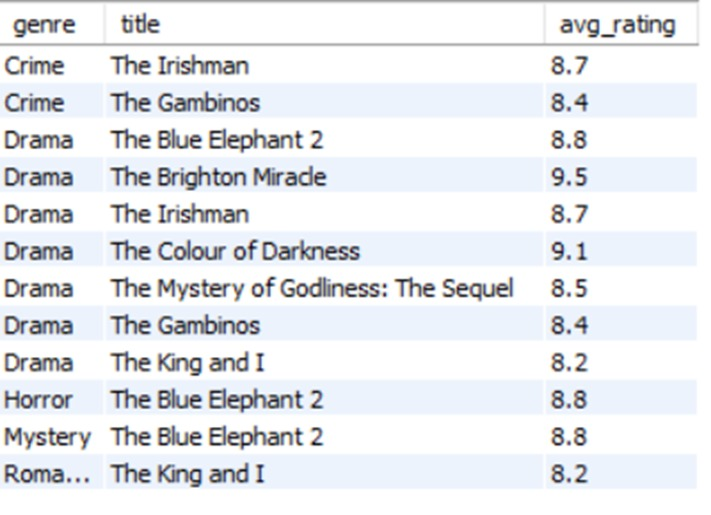 genre title avg_rating
Crime The Irishman 8.7
Crime The Gambinos 8.4
Drama The Blue Elephant 2 8.8
Drama The Brighton Miracle 9.5
Drama The Irishman 8.7
Drama The Colour of Darkness 9.1
Drama The Mystery of Godliness: The Sequel 8.5
Drama The Gambinos 8.4
Drama The King and I 8.2
Horror The Blue Elephant 2 8.8
Mystery The Blue Elephant 2 8.8
Roma... The King and I 8.2